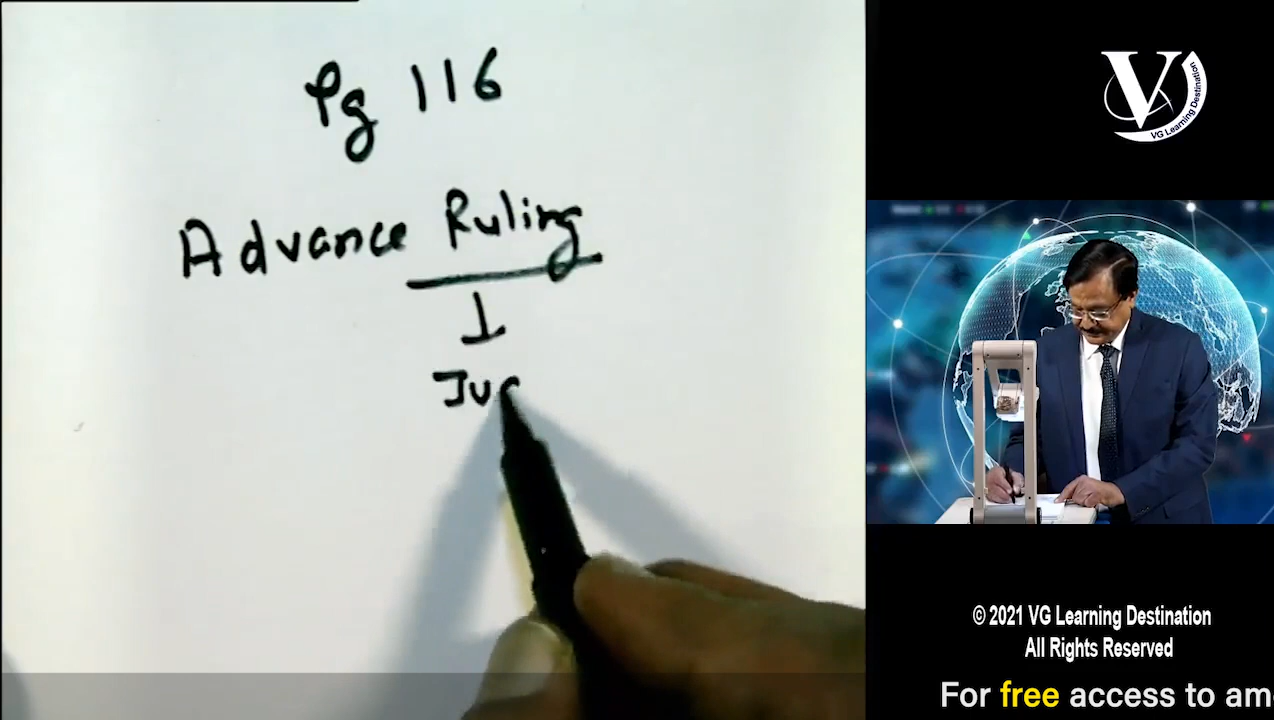 Pg 116
Advance Ruling
V
VG Learning Destination
© 2021 VG Learning Destination
All Rights Reserved
For free access to am